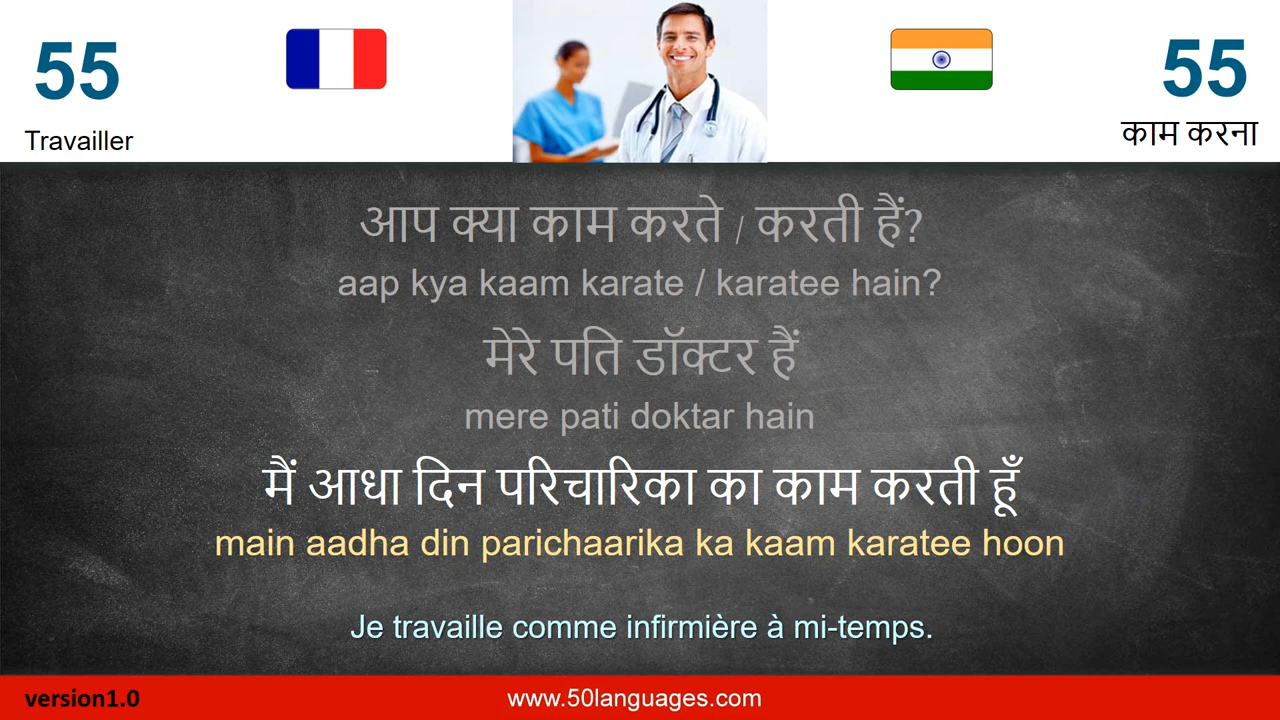 55
55
Travailler
काम करना
आप क्या काम करते / करती हैं?
aap kya kaam karate / karatee hain?
मेरे पति डॉक्टर हैं
mere pati doktar hain
मैं आधा दिन परिचारिका का काम करती हूँ
main aadha din parichaarika ka kaam karatee hoon
Je travaille comme infirmière à mi-temps.
version1.0
www.50languages.com